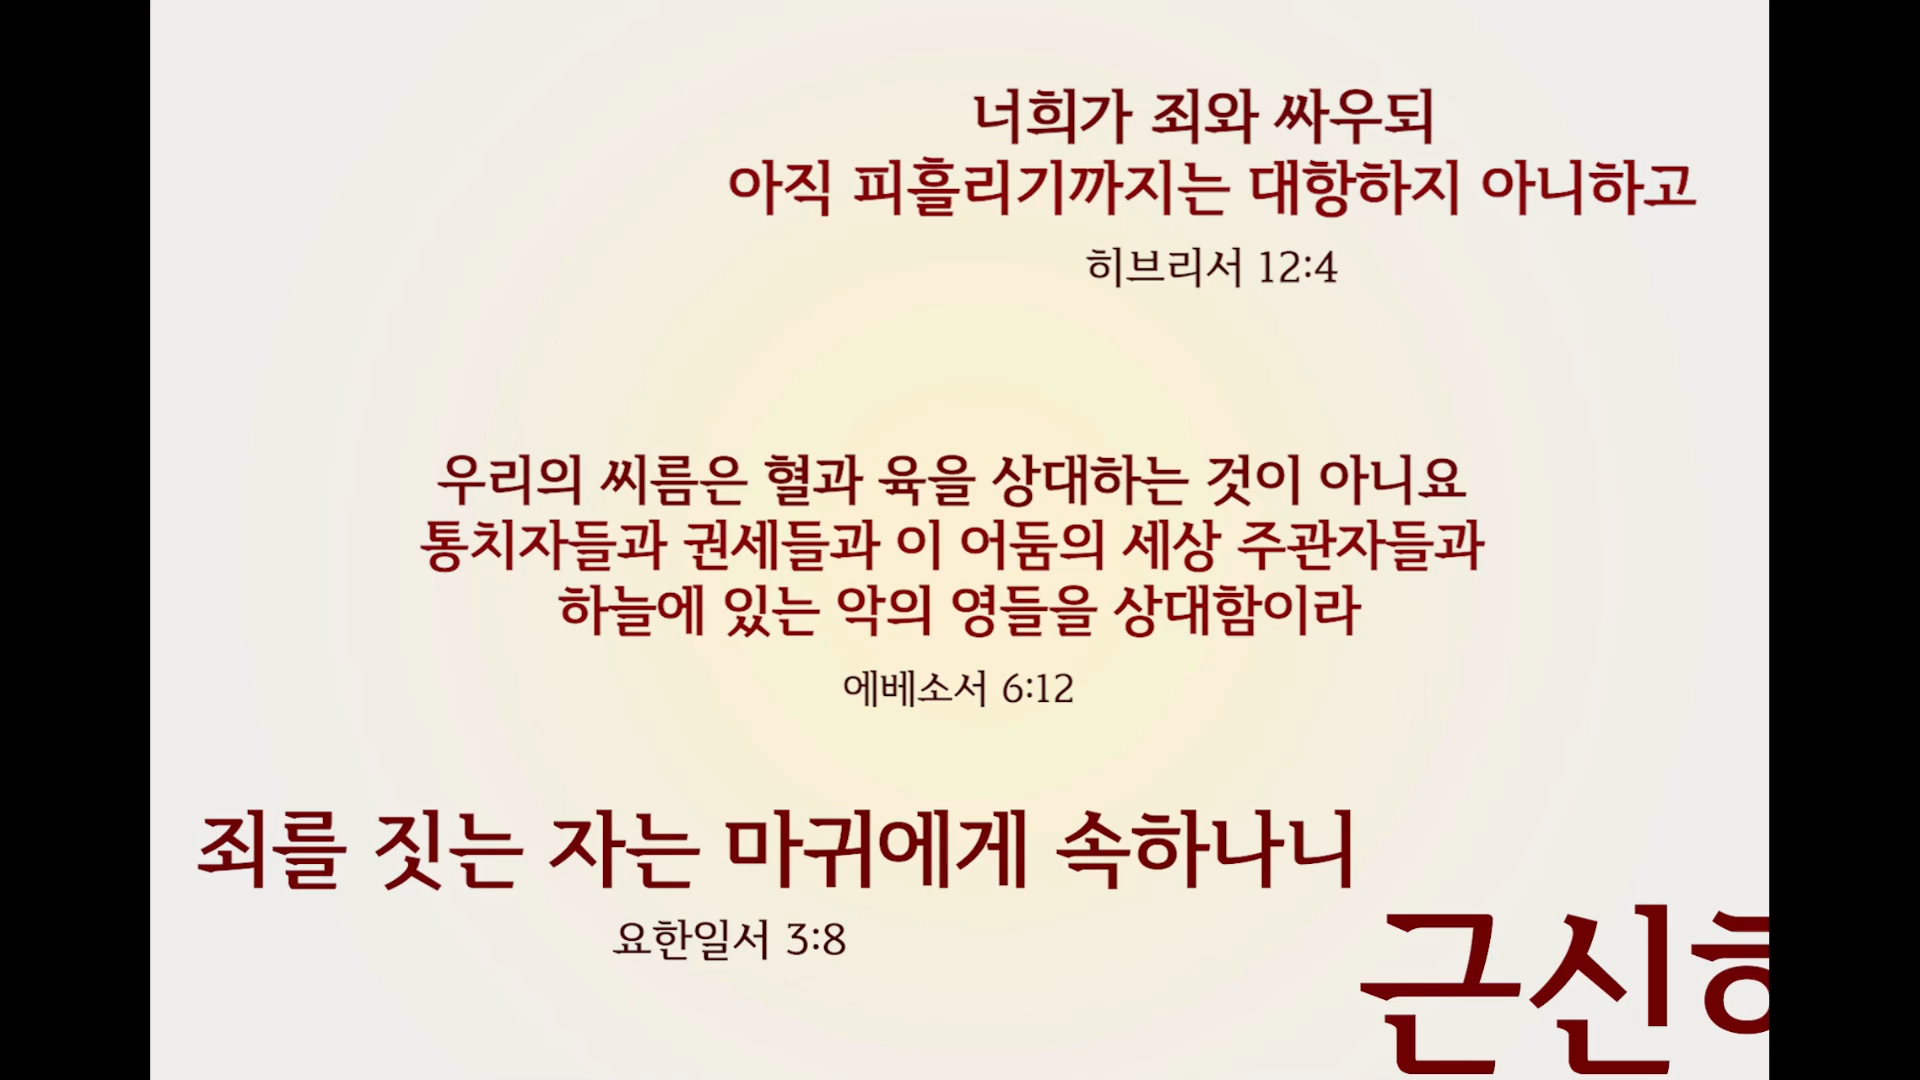 너희가 죄와 싸우되
아직 피흘리기까지는 대항하지 아니하고
히브리서 12:4
우리의 씨름은 혈과 육을 상대하는 것이 아니요
통치자들과 권세들과 이 어둠의 세상 주관자들과
하늘에 있는 악의 영들을 상대함이라
에베소서 6:12
죄를 짓는 자는 마귀에게 속하나니
요한일서 3:8
근신